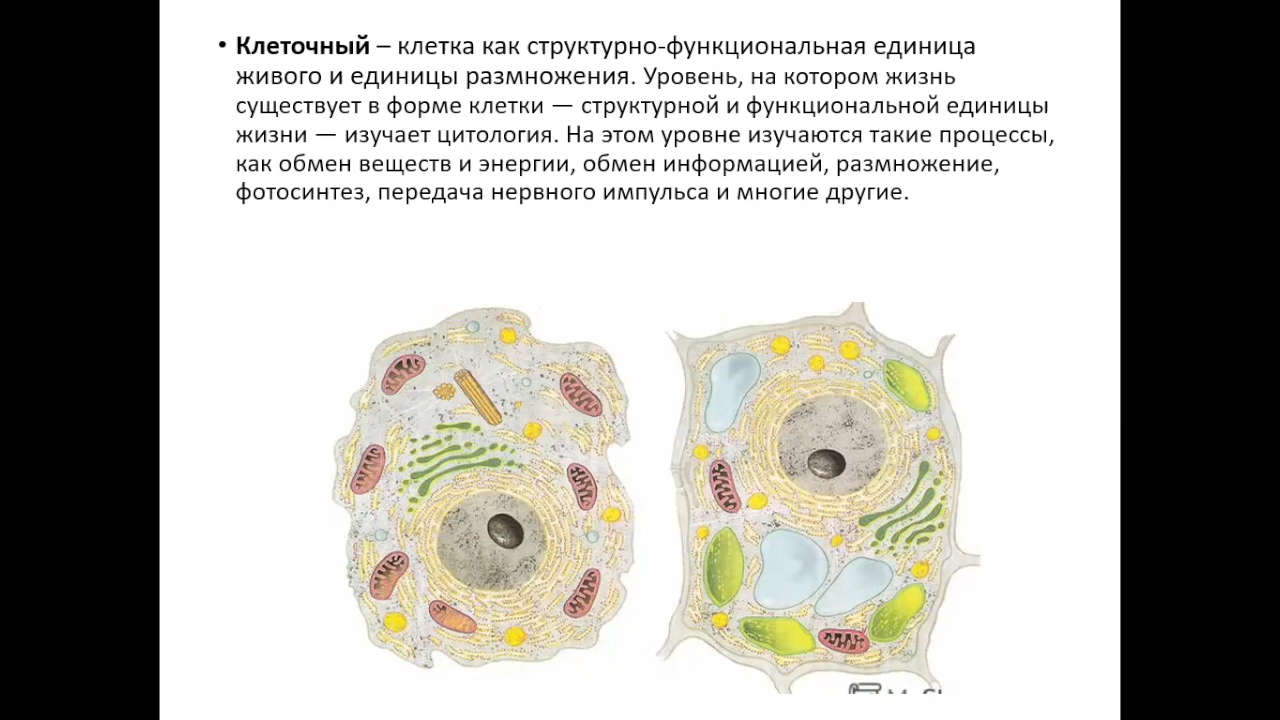 • Клеточный – клетка как структурно-функциональная единица
живого и единицы размножения. Уровень, на котором жизнь
существует в форме клетки — структурной и функциональной единицы
жизни — изучает цитология. На этом уровне изучаются такие процессы,
как обмен веществ и энергии, обмен информацией, размножение,
фотосинтез, передача нервного импульса и многие другие.